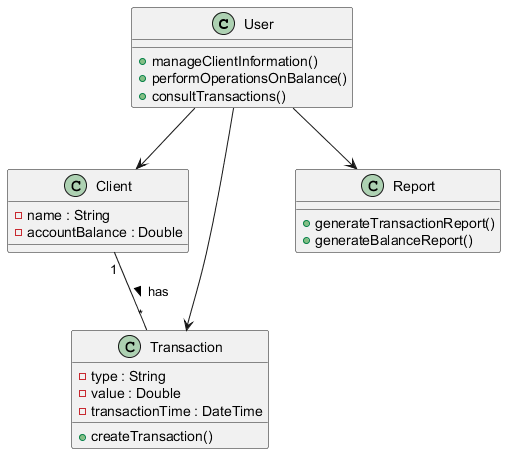 C User
manageClientInformation()
performOperationsOnBalance()
consultTransactions()
C Client
name : String
accountBalance : Double
C Report
generateTransactionReport()
generateBalanceReport()
1
has
*
C Transaction
type : String
value : Double
transactionTime : DateTime
createTransaction()